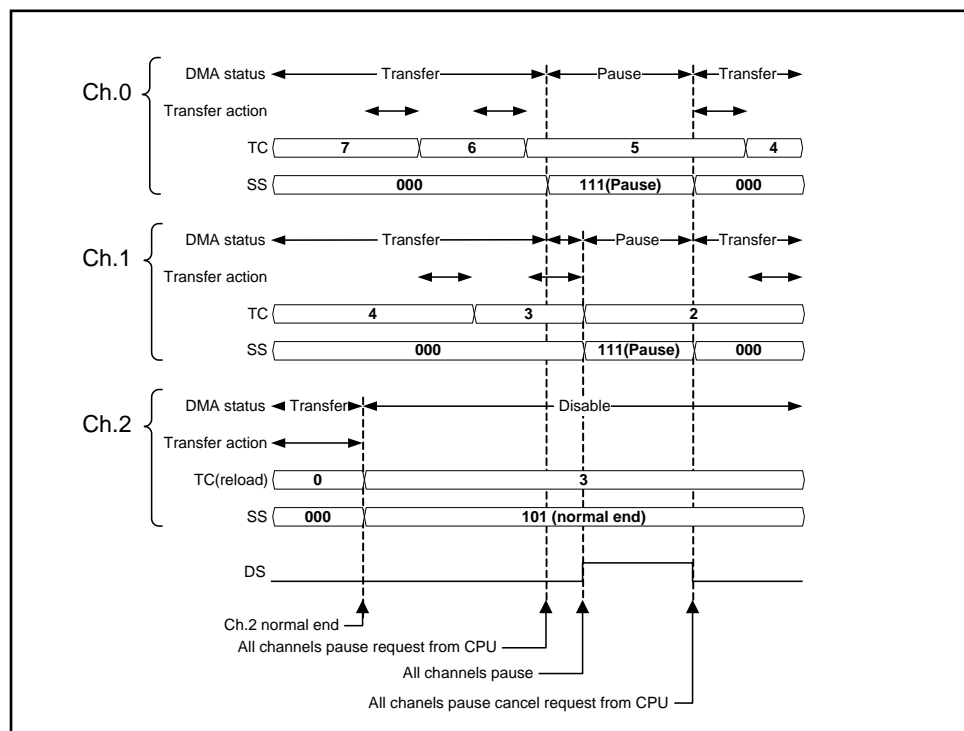 Ch.0
DMA status Transfer Pause Transfer
Transfer action
TC 7 6 5 4
SS 000 111(Pause) 000
Ch.1
DMA status Transfer Pause Transfer
Transfer action
TC 4 3 2
SS 000 111(Pause) 000
Ch.2
DMA status Transfer Disable
Transfer action
TC(reload) 0 3
SS 000 101 (normal end)
DS
Ch.2 normal end
All channels pause request from CPU
All channels pause
All chanels pause cancel request from CPU